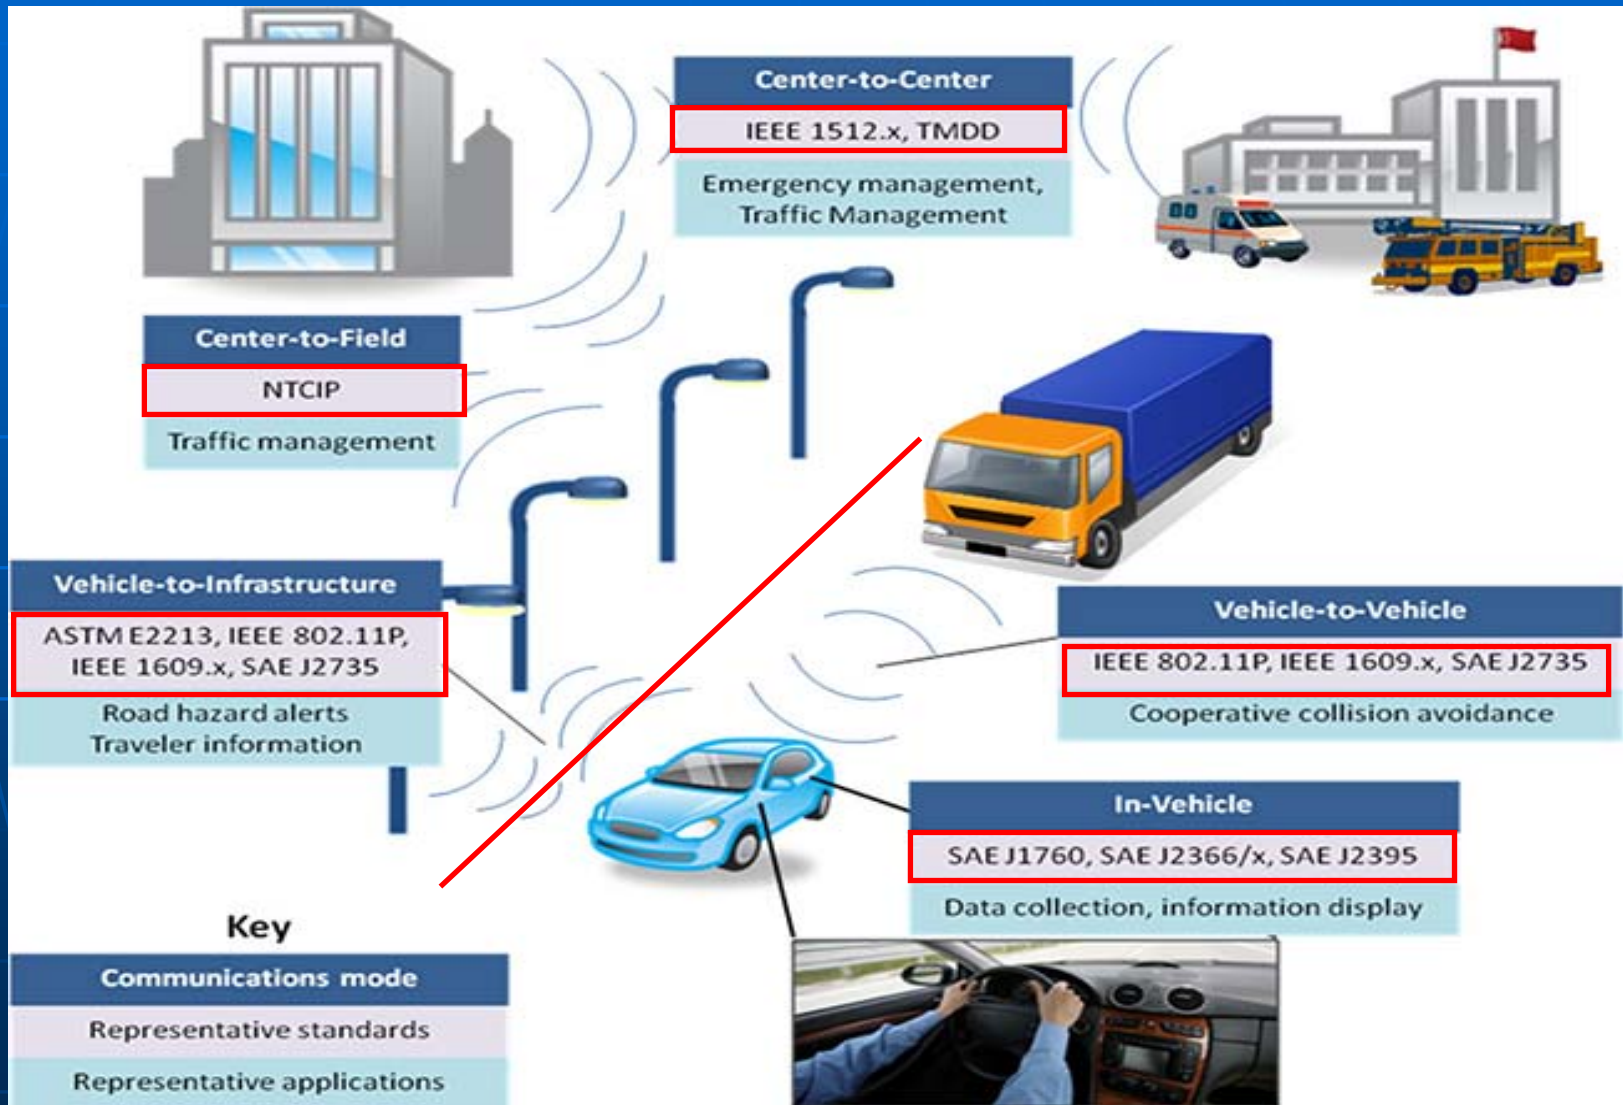 Center-to-Center
IEEE 1512.x, TMDD
Emergency management,
Traffic Management
Center-to-Field
NTCIP
Traffic management
Vehicle-to-Infrastructure
ASTM E2213, IEEE 802.11P,
IEEE 1609.x, SAE J2735
Road hazard alerts
Traveler information
Vehicle-to-Vehicle
IEEE 802.11P, IEEE 1609.x, SAE J2735
Cooperative collision avoidance
In-Vehicle
SAE J1760, SAE J2366/x, SAE J2395
Data collection, information display
Key
Communications mode
Representative standards
Representative applications